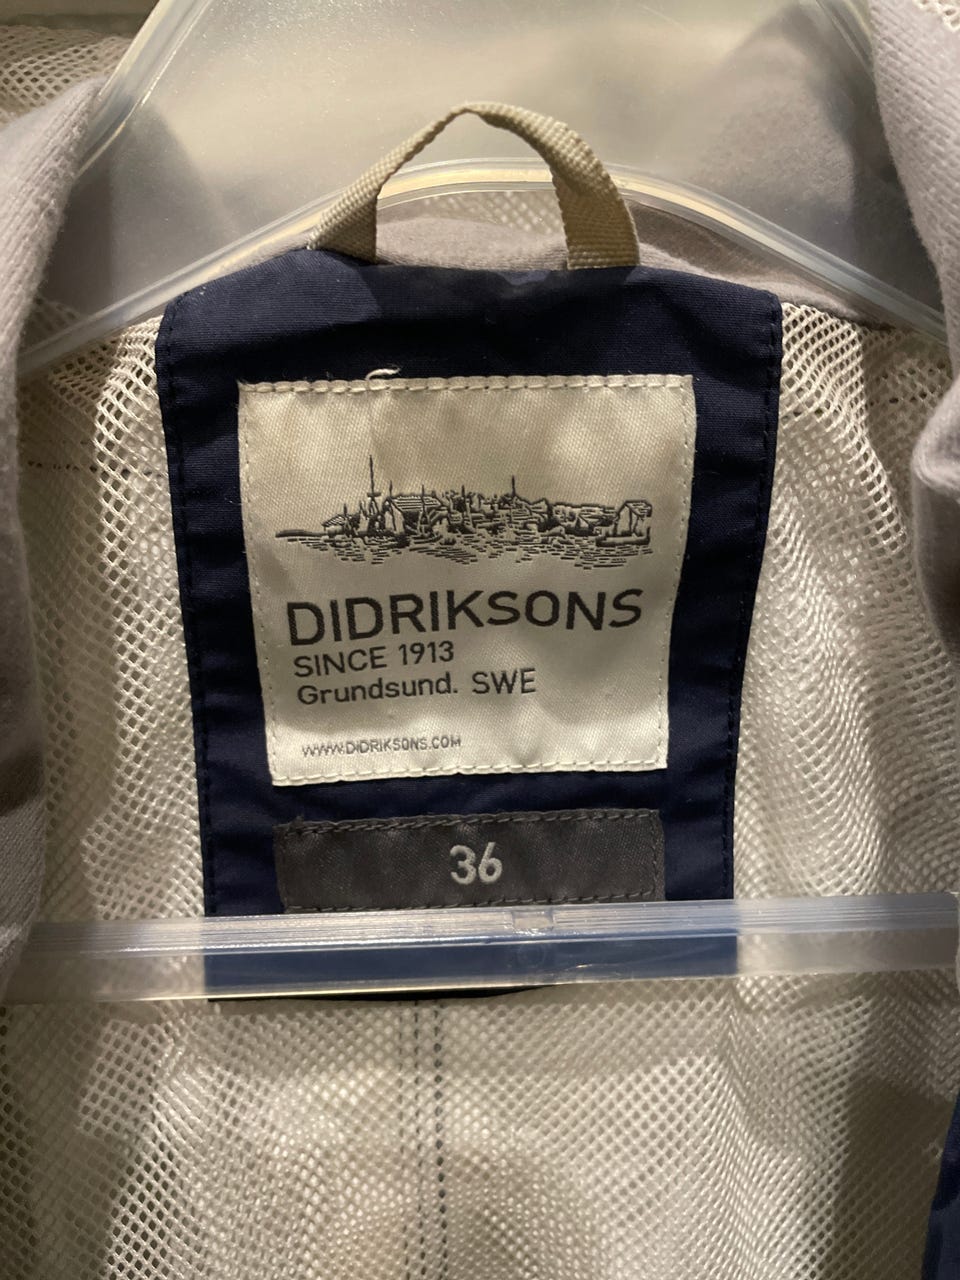 DIDRIKSONS
SINCE 1913
Grundsund. SWE
WWW.DIDRIKSONS.COM
36